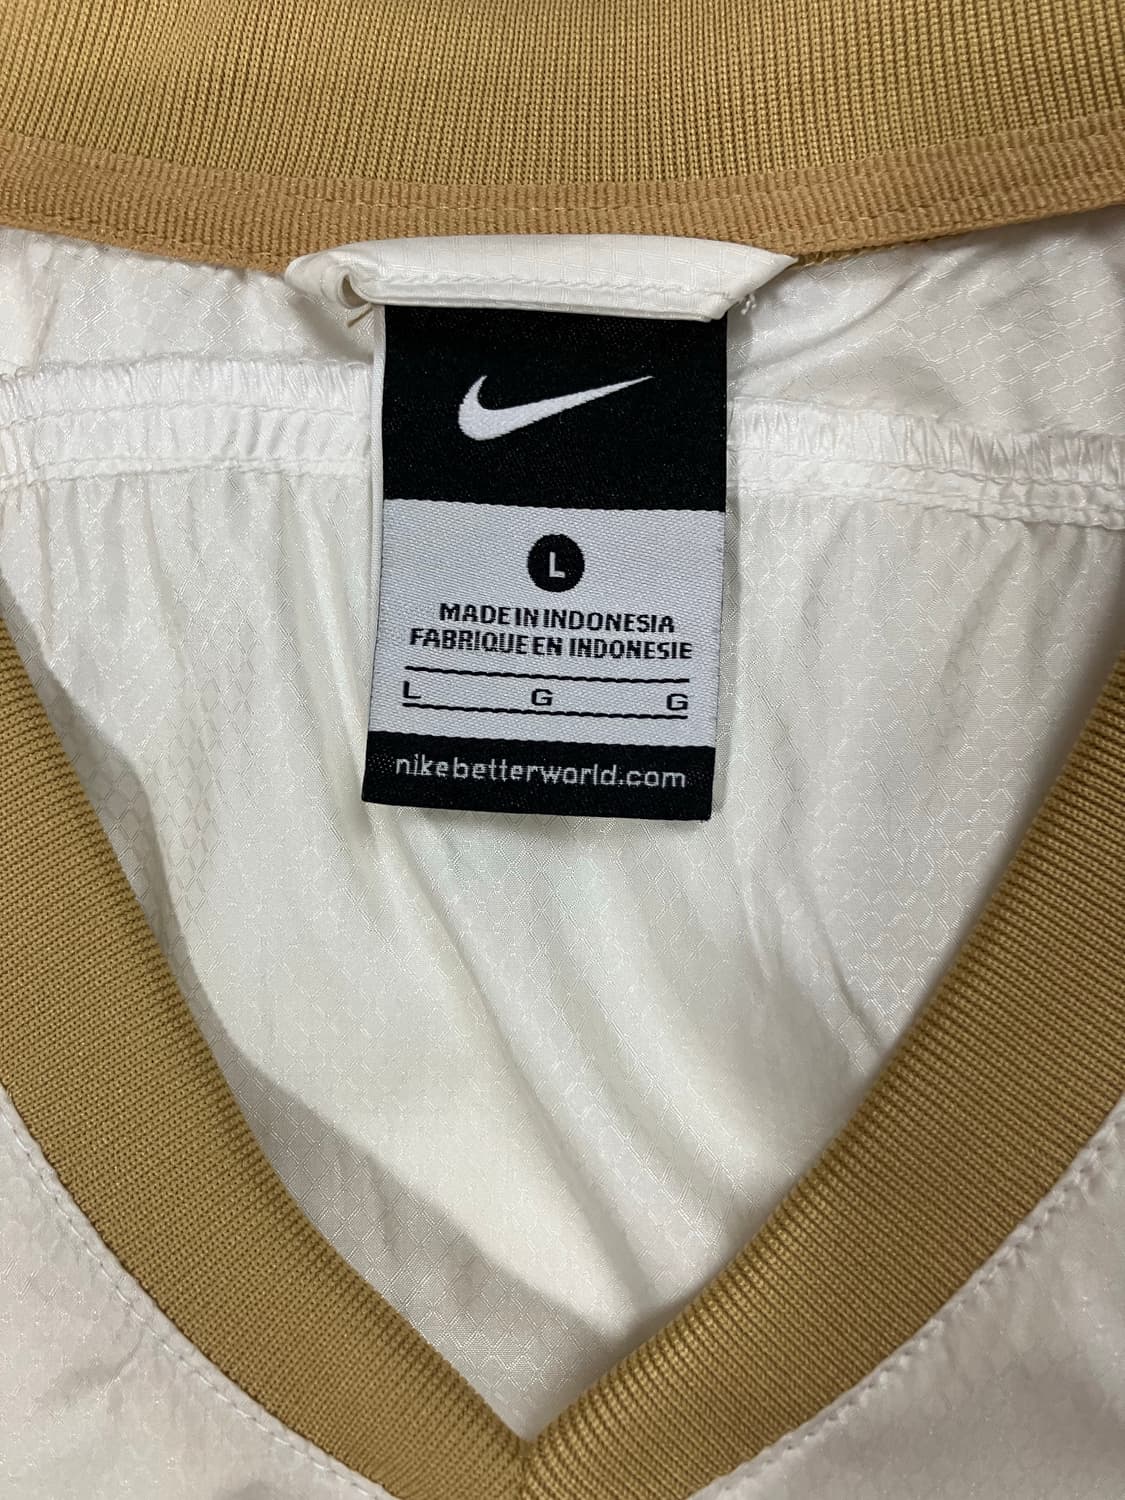 L
MADE IN INDONESIA
FABRIQUE EN INDONESIE
L G G
nikebetterworld.com